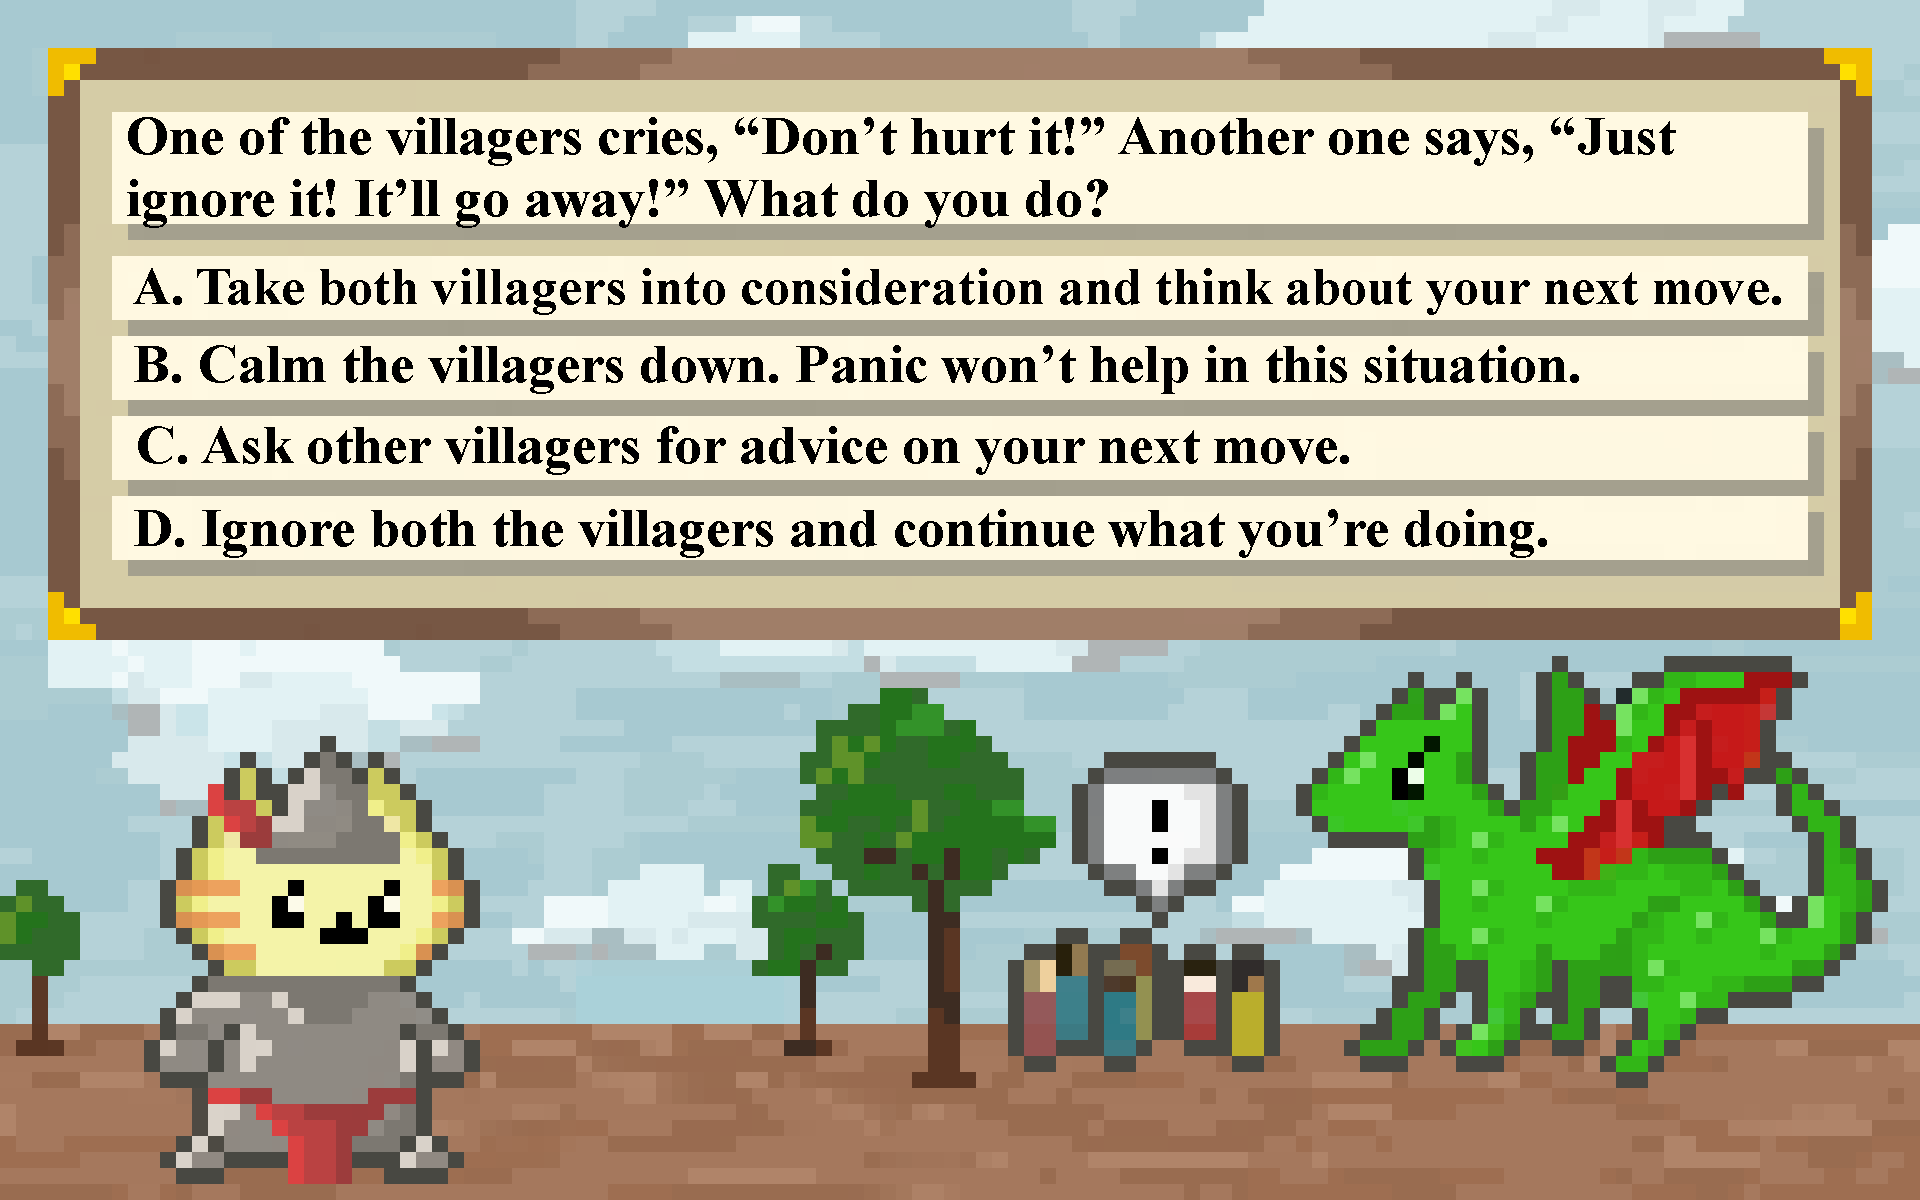 One of the villagers cries, “Don’t hurt it!” Another one says, “Just
ignore it! It’ll go away!” What do you do?
A. Take both villagers into consideration and think about your next move.
B. Calm the villagers down. Panic won’t help in this situation.
C. Ask other villagers for advice on your next move.
D. Ignore both the villagers and continue what you’re doing.
!